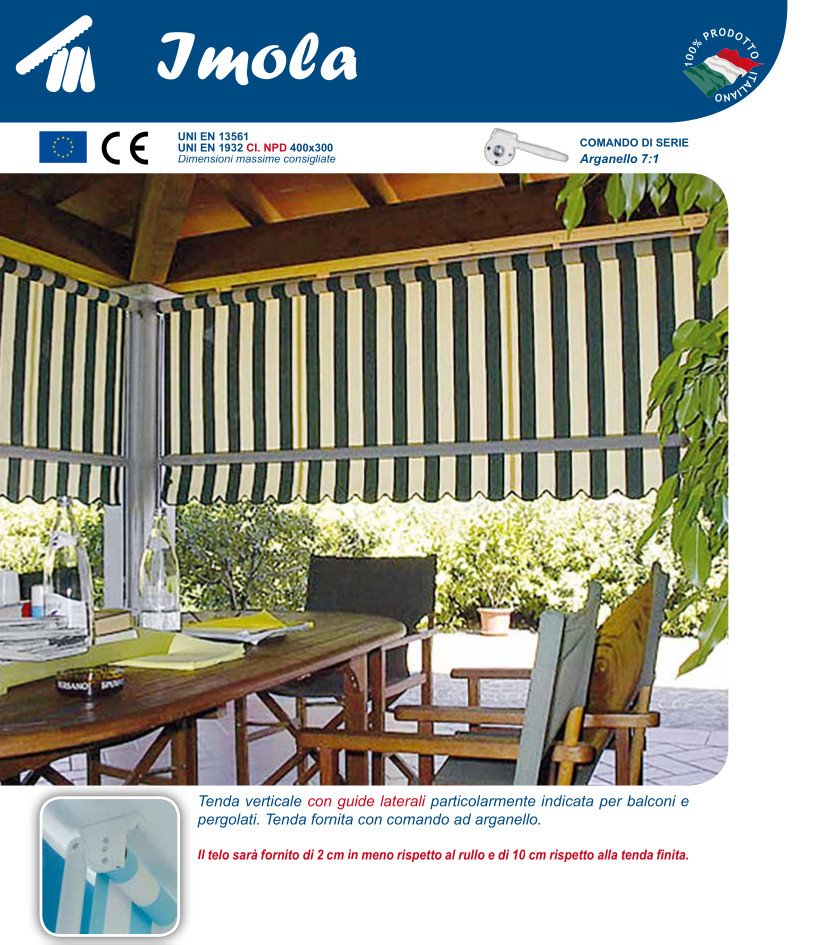 Imola
100% PRODOTTO ITALIANO
UNI EN 13561
UNI EN 1932 Cl. NPD 400x300
Dimensioni massime consigliate
COMANDO DI SERIE
Arganello 7:1
Tenda verticale con guide laterali particolarmente indicata per balconi e
pergolati. Tenda fornita con comando ad arganello.
Il telo sarà fornito di 2 cm in meno rispetto al rullo e di 10 cm rispetto alla tenda finita.